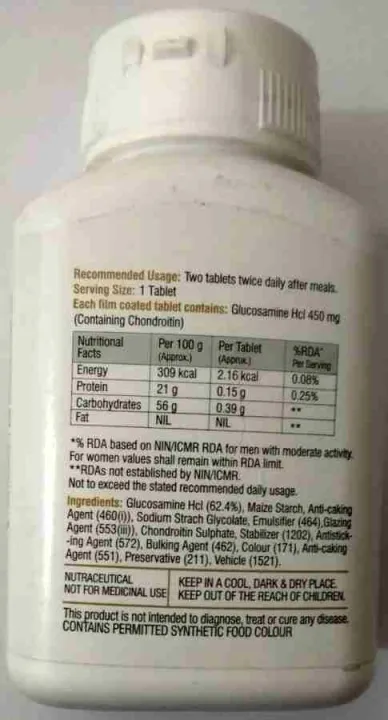 Recommended Usage: Two tablets twice daily after meals.
Serving Size: 1 Tablet
Each film coated tablet contains: Glucosamine Hcl 450 mg
(Containing Chondroitin)
Nutritional Facts Per 100 g (Approx.) Per Tablet (Approx.) %RDA* Per Serving
Energy 309 kcal 2.16 kcal 0.08%
Protein 21 g 0.15 g 0.25%
Carbohydrates 56 g 0.39 g **
Fat NIL NIL **
*% RDA based on NIN/ICMR RDA for men with moderate activity.
For women values shall remain within RDA limit.
**RDAs not established by NIN/ICMR.
Not to exceed the stated recommended daily usage.
Ingredients: Glucosamine Hcl (62.4%), Maize Starch, Anti-caking
Agent (460(i)), Sodium Strach Glycolate, Emulsifier (464),Glazing
Agent (553(iii)), Chondroitin Sulphate, Stabilizer (1202), Antistick-
-ing Agent (572), Bulking Agent (462), Colour (171), Anti-caking
Agent (551), Preservative (211), Vehicle (1521).
NUTRACEUTICAL
NOT FOR MEDICINAL USE
KEEP IN A COOL, DARK & DRY PLACE.
KEEP OUT OF THE REACH OF CHILDREN.
This product is not intended to diagnose, treat or cure any disease.
CONTAINS PERMITTED SYNTHETIC FOOD COLOUR